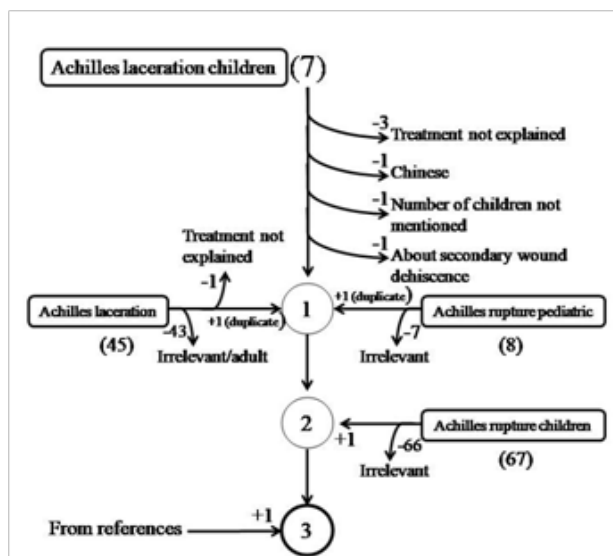 Achilles laceration children (7)
-3
Treatment not explained
-1
Chinese
-1
Number of children not
mentioned
-1
About secondary wound
dehiscence
Treatment not
explained
-1
Achilles laceration
(45)
-43
Irrelevant/adult
+1 (duplicate)
1
+1 (duplicate)
Achilles rupture pediatric
(8)
-7
Irrelevant
2
+1
Achilles rupture children
(67)
-66
Irrelevant
From references
+1
3